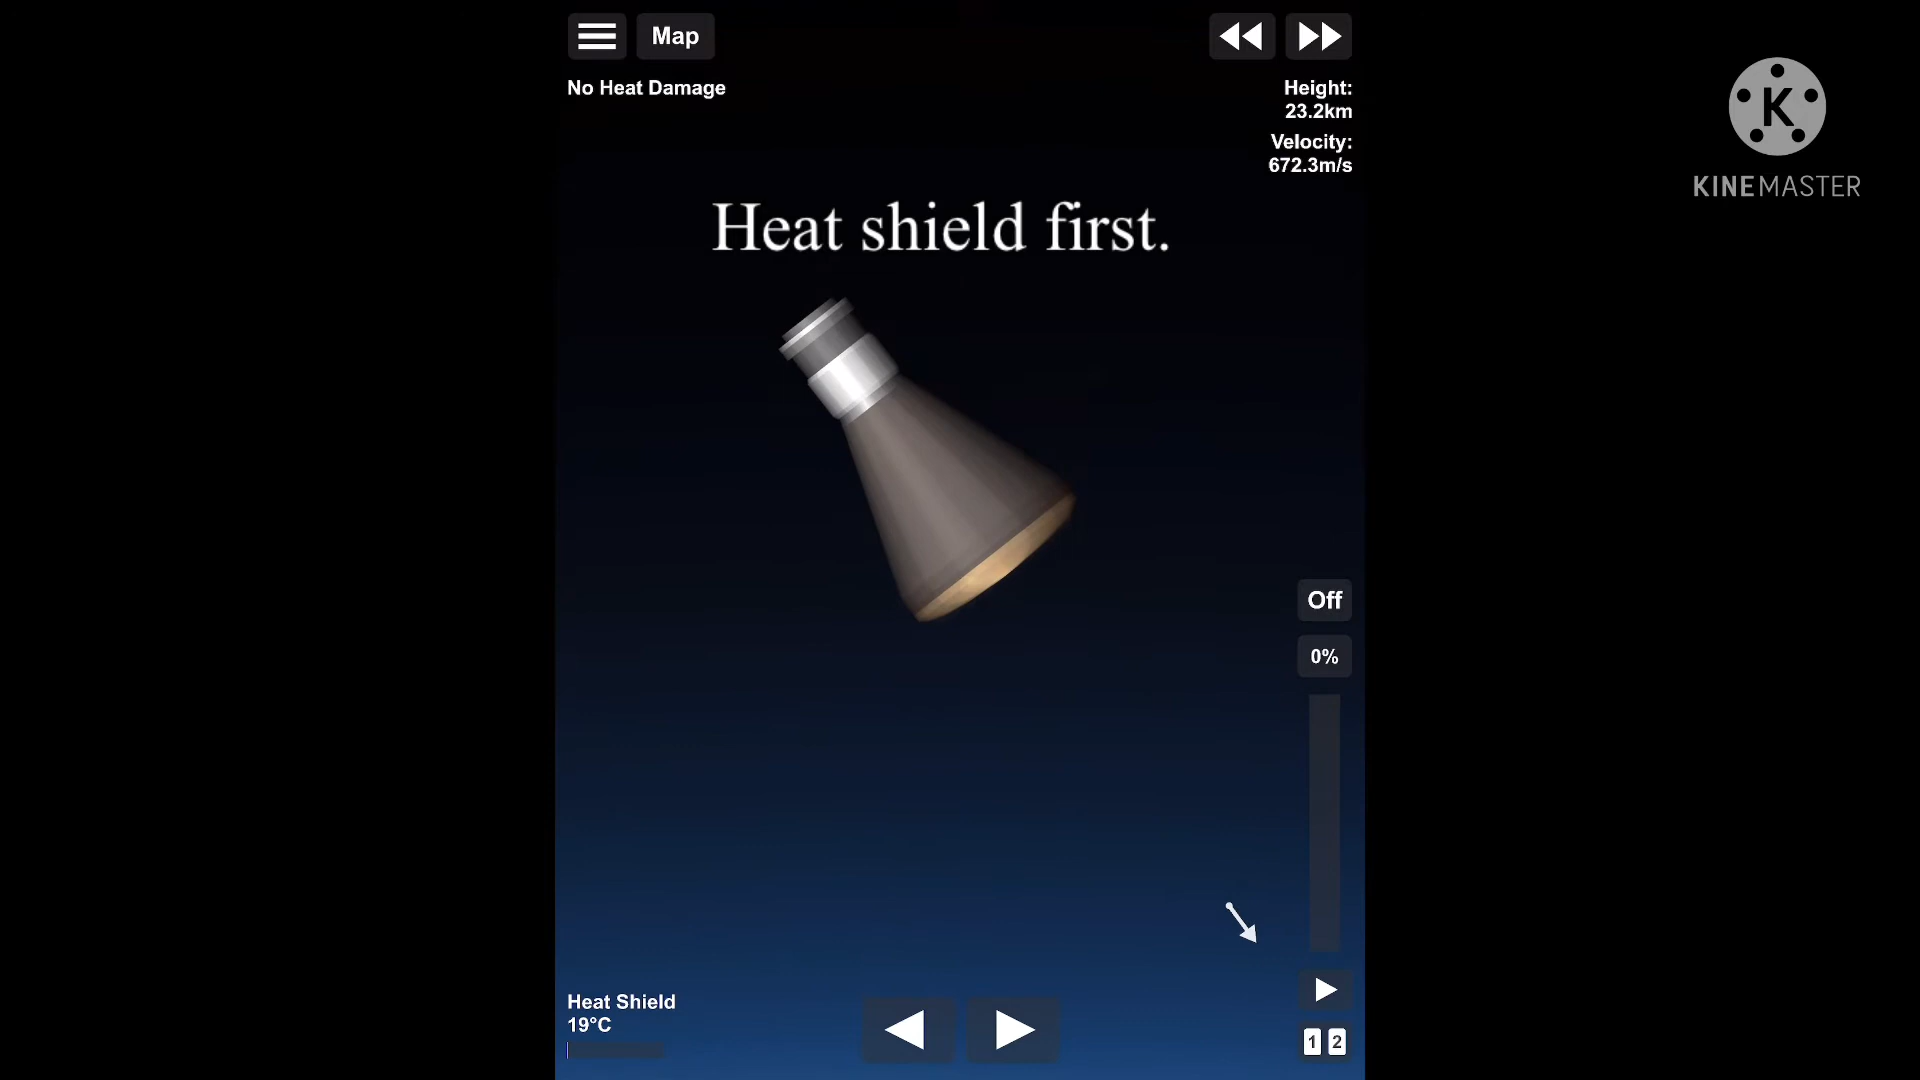 Map
No Heat Damage
Height:
23.2km
Velocity:
672.3m/s
K
KINEMASTER
Heat shield first.
Off
0%
Heat Shield
19°C
1 2